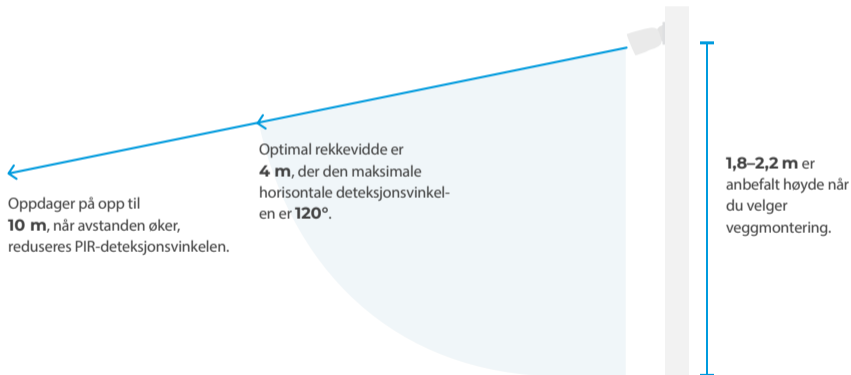 Optimal rekkevidde er
4 m, der den maksimale
horisontale deteksjonsvinkel-
en er 120°.
Oppdager på opp til
10 m, når avstanden øker,
reduseres PIR-deteksjonsvinkelen.
1,8–2,2 m er
anbefalt høyde når
du velger
veggmontering.